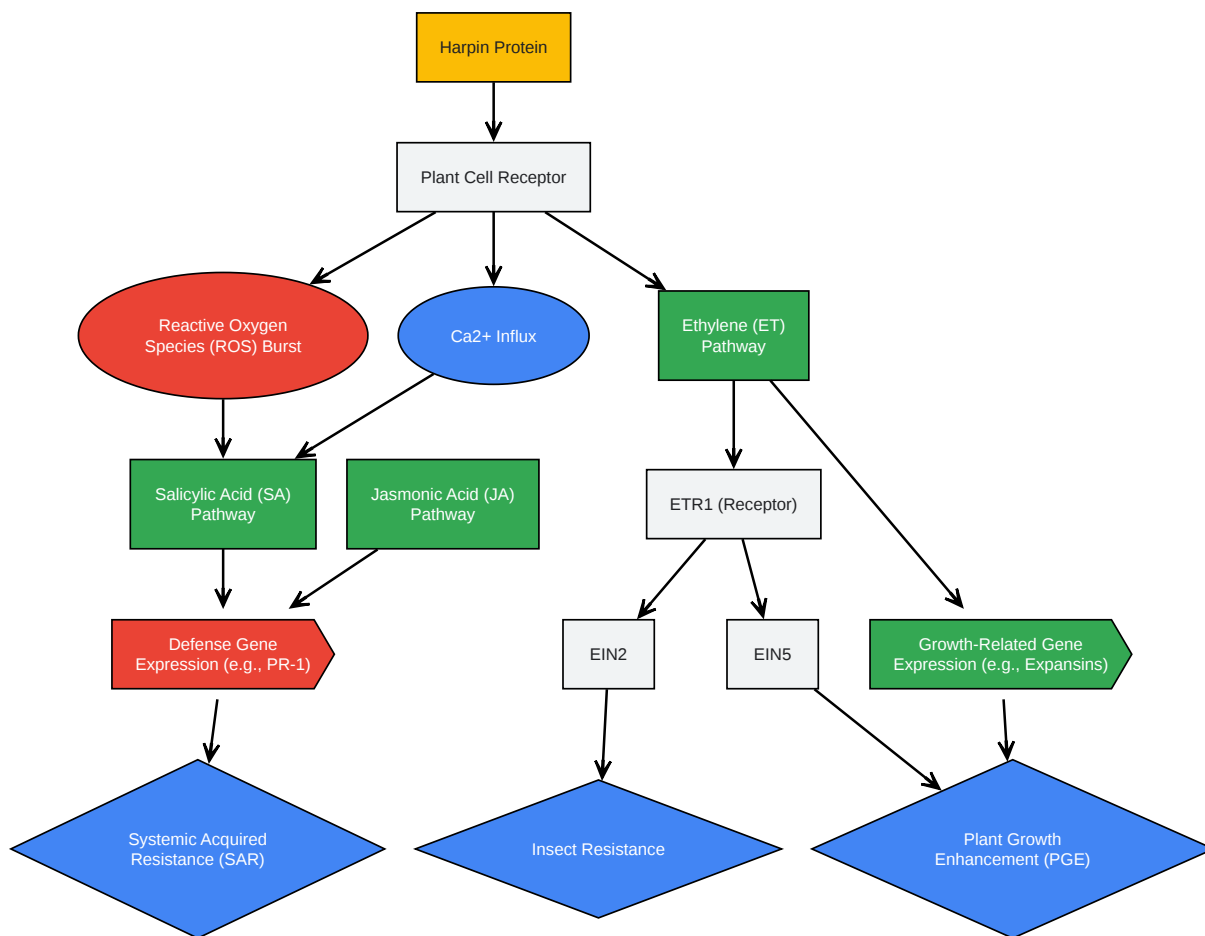 Harpin Protein
Plant Cell Receptor
Reactive Oxygen
Species (ROS) Burst
Ca2+ Influx
Ethylene (ET)
Pathway
Salicylic Acid (SA)
Pathway
Jasmonic Acid (JA)
Pathway
ETR1 (Receptor)
Defense Gene
Expression (e.g., PR-1)
EIN2
EIN5
Growth-Related Gene
Expression (e.g., Expansins)
Systemic Acquired
Resistance (SAR)
Insect Resistance
Plant Growth
Enhancement (PGE)